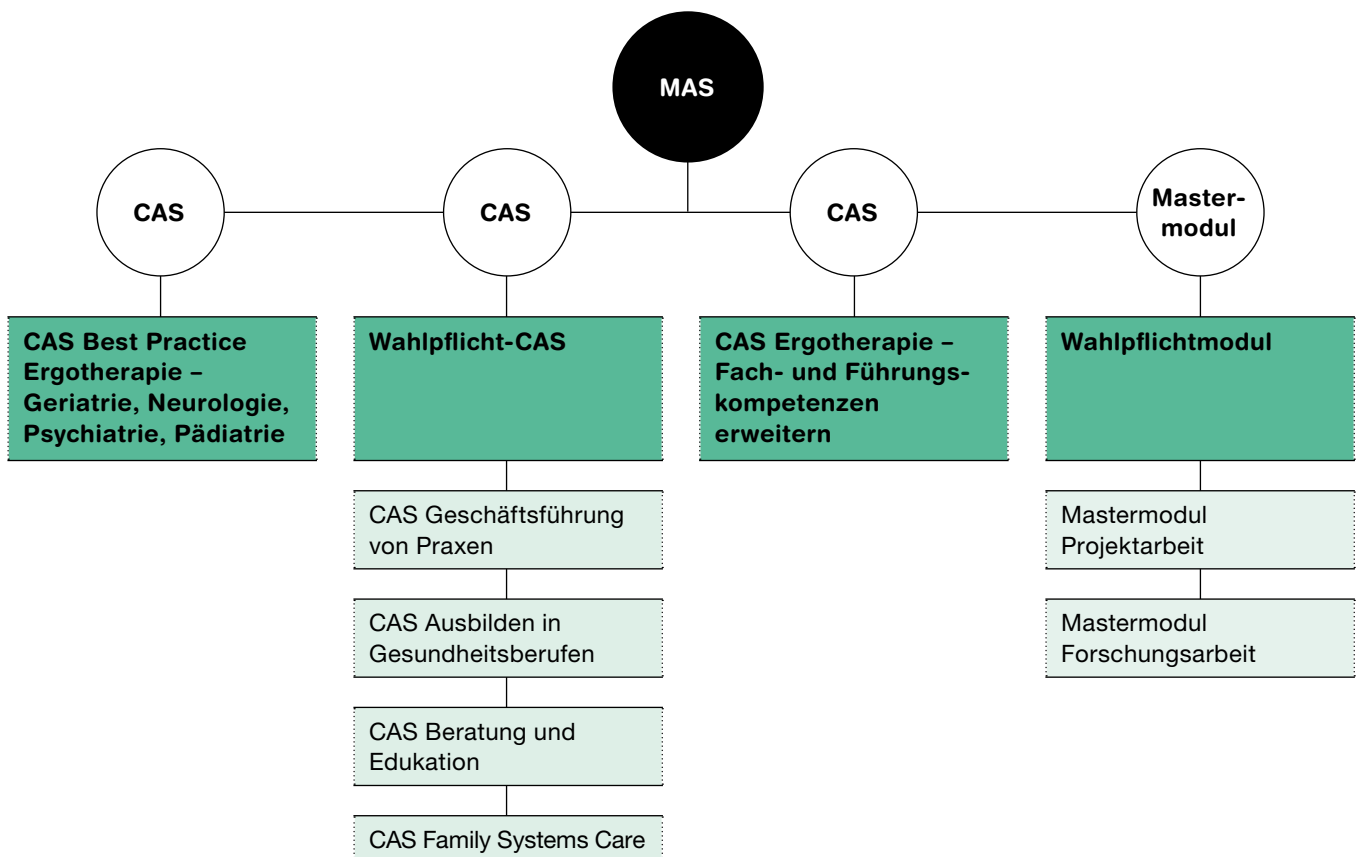 MAS
CAS
CAS
CAS
Master-
modul
CAS Best Practice
Ergotherapie –
Geriatrie, Neurologie,
Psychiatrie, Pädiatrie
Wahlpflicht-CAS
CAS Geschäftsführung
von Praxen
CAS Ausbilden in
Gesundheitsberufen
CAS Beratung und
Edukation
CAS Family Systems Care
CAS Ergotherapie –
Fach- und Führungs-
kompetenzen
erweitern
Wahlpflichtmodul
Mastermodul
Projektarbeit
Mastermodul
Forschungsarbeit